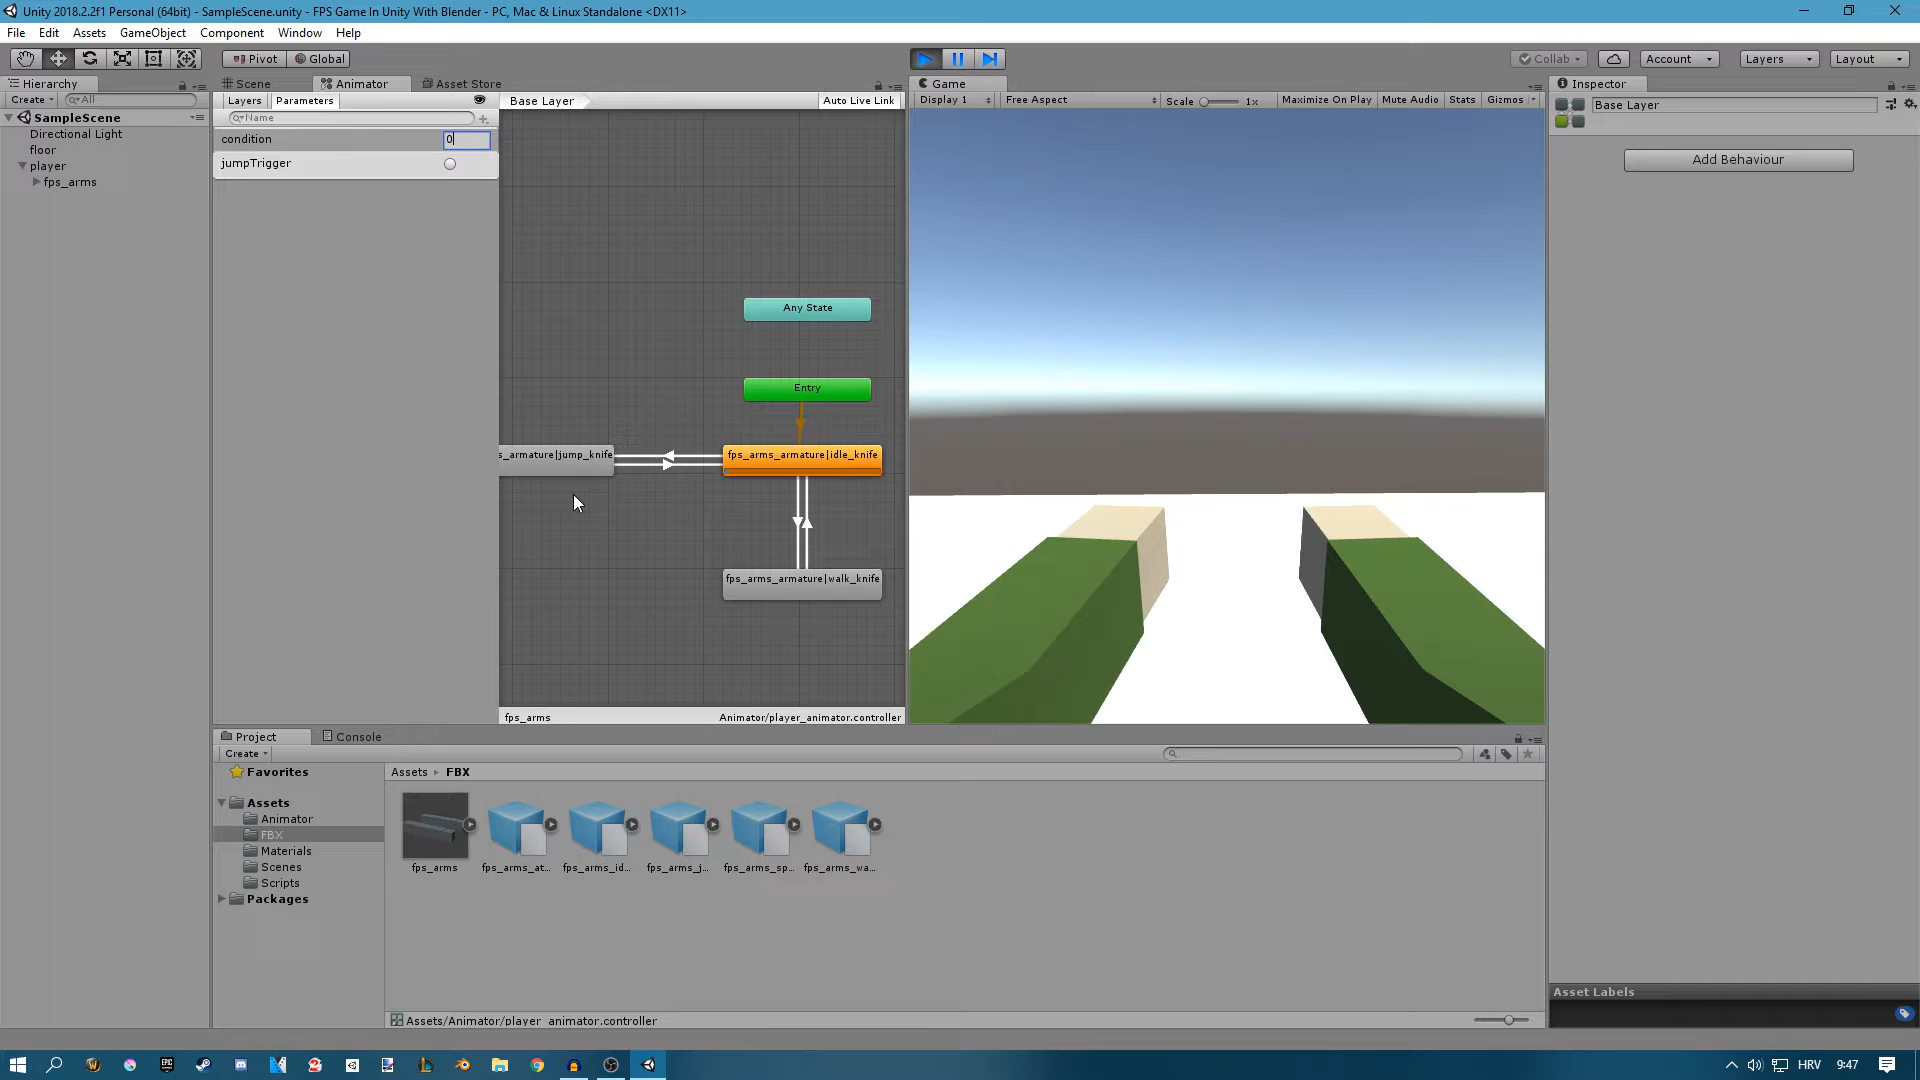 Unity 2018.2.2f1 Personal (64bit) - SampleScene.unity - FPS Game In Unity With Blender - PC, Mac & Linux Standalone <DX11>
File Edit Assets GameObject Component Window Help
Pivot Global
Collab Account Layers Layout
Hierarchy
Create All
SampleScene
Directional Light
floor
player
fps_arms
Scene Animator Asset Store
Layers Parameters
Base Layer
Auto Live Link
Name
condition 0
jumpTrigger
Any State
Entry
s_armature|jump_knife
fps_arms_armature|idle_knife
fps_arms_armature|walk_knife
fps_arms
Animator/player_animator.controller
Game
Display 1 Free Aspect Scale 1x Maximize On Play Mute Audio Stats Gizmos
Inspector
Base Layer
Add Behaviour
Asset Labels
Project Console
Create
Favorites
Assets
Animator
FBX
Materials
Scenes
Scripts
Packages
Assets FBX
fps_arms
fps_arms_at...
fps_arms_id...
fps_arms_j...
fps_arms_sp...
fps_arms_wa...
Assets/Animator/player_animator.controller
HRV 9:47